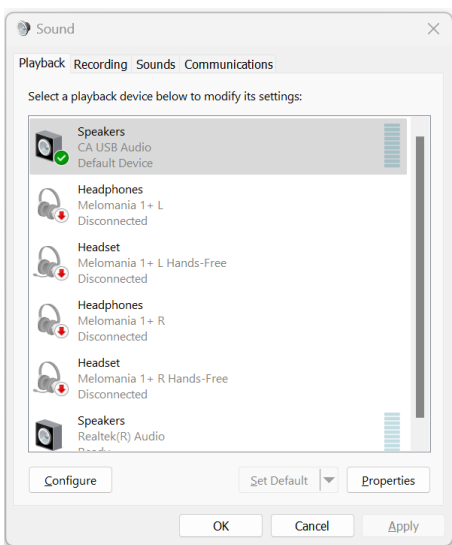 Sound
Playback Recording Sounds Communications
Select a playback device below to modify its settings:
Speakers
CA USB Audio
Default Device
Headphones
Melomania 1+ L
Disconnected
Headset
Melomania 1+ L Hands-Free
Disconnected
Headphones
Melomania 1+ R
Disconnected
Headset
Melomania 1+ R Hands-Free
Disconnected
Speakers
Realtek(R) Audio
Configure Set Default Properties
OK Cancel Apply